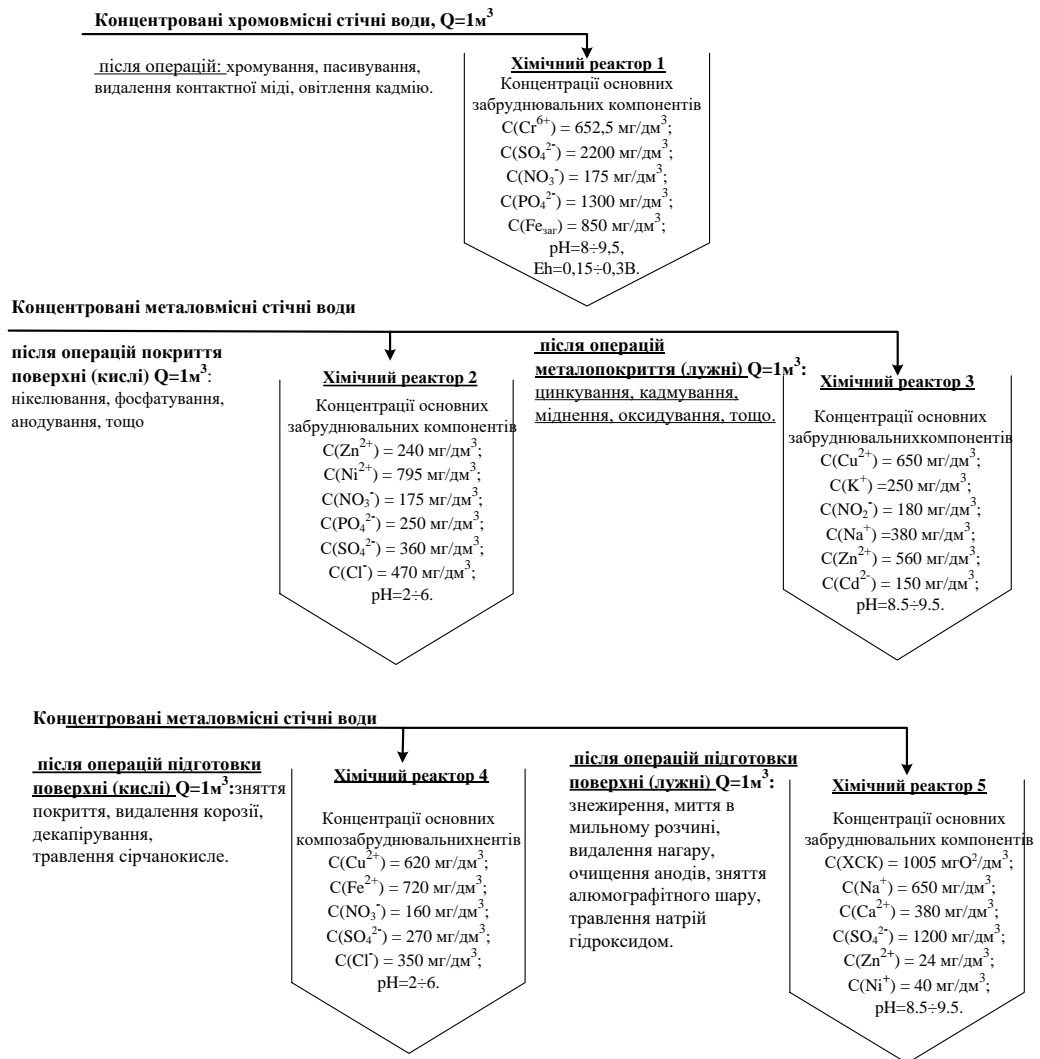 Концентровані хромовмісні стічні води, Q=1м³
після операцій: хромування, пасивування,
видалення контактної міді, овітлення кадмію.
Хімічний реактор 1
Концентрації основних
забруднювальних компонентів
C(Cr⁶⁺) = 652,5 мг/дм³;
C(SO₄²⁻) = 2200 мг/дм³;
C(NO₃⁻) = 175 мг/дм³;
C(PO₄²⁻) = 1300 мг/дм³;
C(Feзаг) = 850 мг/дм³;
pH=8÷9,5,
Eh=0,15÷0,3В.
Концентровані металовмісні стічні води
після операцій покриття
поверхні (кислі) Q=1м³:
нікелювання, фосфатування,
анодування, тощо
Хімічний реактор 2
Концентрації основних
забруднювальних компонентів
C(Zn²⁺) = 240 мг/дм³;
C(Ni²⁺) = 795 мг/дм³;
C(NO₃⁻) = 175 мг/дм³;
C(PO₄²⁻) = 250 мг/дм³;
C(SO₄²⁻) = 360 мг/дм³;
C(Cl⁻) = 470 мг/дм³;
pH=2÷6.
після операцій
металопокриття (лужні) Q=1м³:
цинкування, кадмування,
міднення, оксидування, тощо.
Хімічний реактор 3
Концентрації основних
забруднювальнихкомпонентів
C(Cu²⁺) = 650 мг/дм³;
C(K⁺) =250 мг/дм³;
C(NO₂⁻) = 180 мг/дм³;
C(Na⁺) =380 мг/дм³;
C(Zn²⁺) = 560 мг/дм³;
C(Cd²⁻) = 150 мг/дм³;
pH=8.5÷9.5.
Концентровані металовмісні стічні води
після операцій підготовки
поверхні (кислі) Q=1м³:зняття
покриття, видалення корозії,
декапірування,
травлення сірчанокисле.
Хімічний реактор 4
Концентрації основних
композабруднювальнихнентів
C(Cu²⁺) = 620 мг/дм³;
C(Fe²⁺) = 720 мг/дм³;
C(NO₃⁻) = 160 мг/дм³;
C(SO₄²⁻) = 270 мг/дм³;
C(Cl⁻) = 350 мг/дм³;
pH=2÷6.
після операцій підготовки
поверхні (лужні) Q=1м³:
знежирення, миття в
мильному розчині,
видалення нагару,
очищення анодів, зняття
алюмографітного шару,
травлення натрій
гідроксидом.
Хімічний реактор 5
Концентрації основних
забруднювальнихнентів
C(ХСК) = 1005 мгО²/дм³;
C(Na⁺) = 650 мг/дм³;
C(Ca²⁺) = 380 мг/дм³;
C(SO₄²⁻) = 1200 мг/дм³;
C(Zn²⁺) = 24 мг/дм³;
C(Ni⁺) = 40 мг/дм³;
pH=8.5÷9.5.